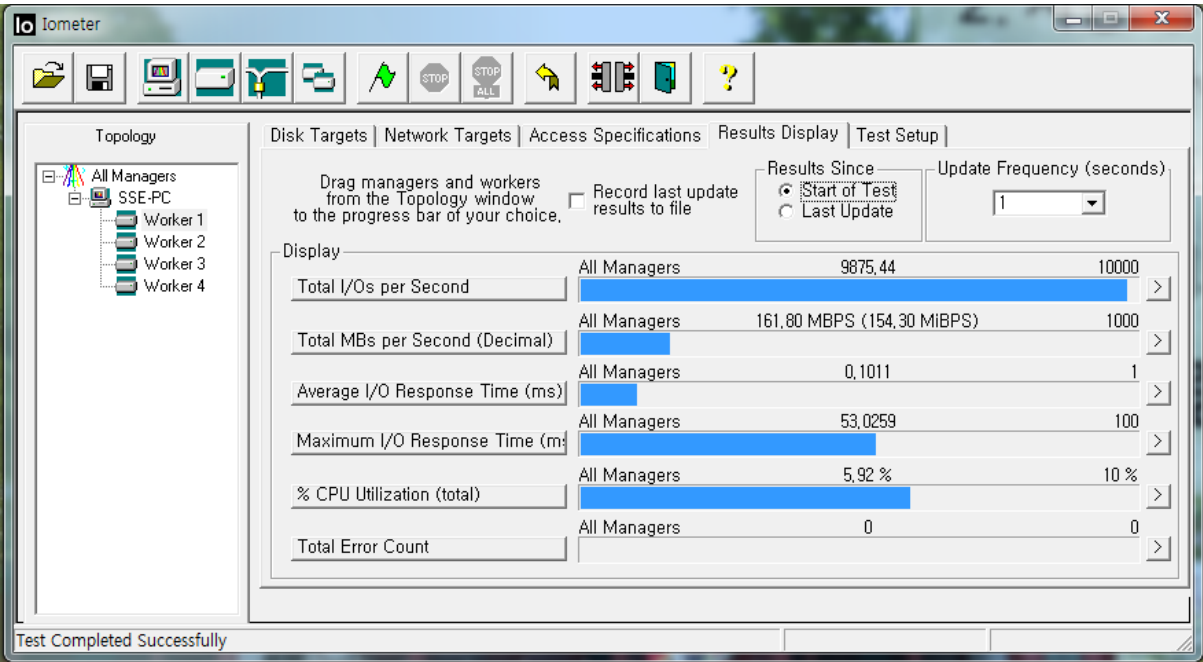 Io Iometer
STOP
STOP
ALL
?
Topology
All Managers
SSE-PC
Worker 1
Worker 2
Worker 3
Worker 4
Disk Targets
Network Targets
Access Specifications
Results Display
Test Setup
Drag managers and workers
from the Topology window
to the progress bar of your choice.
Record last update
results to file
Results Since
Start of Test
Last Update
Update Frequency (seconds)
1
Display
All Managers 9875.44 10000
Total I/Os per Second >
All Managers 161.80 MBPS (154.30 MiBPS) 1000
Total MBs per Second (Decimal) >
All Managers 0.1011 1
Average I/O Response Time (ms) >
All Managers 53.0259 100
Maximum I/O Response Time (m >
All Managers 5.92 % 10 %
% CPU Utilization (total) >
All Managers 0 0
Total Error Count >
Test Completed Successfully